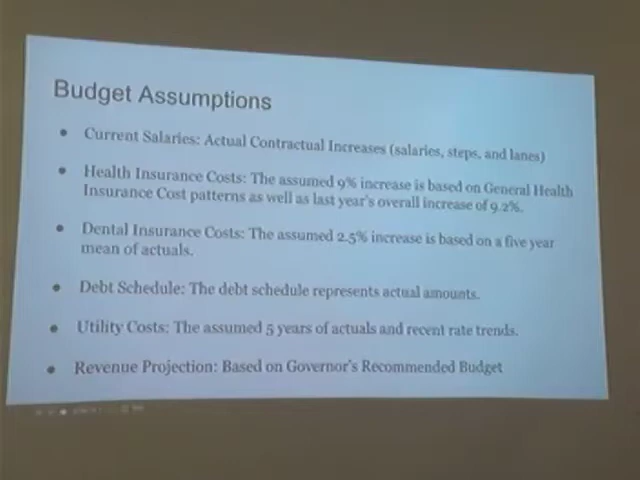 Budget Assumptions
● Current Salaries: Actual Contractual Increases (salaries, steps, and lanes)
● Health Insurance Costs: The assumed 9% increase is based on General Health
Insurance Cost patterns as well as last year's overall increase of 9.2%.
● Dental Insurance Costs: The assumed 2.5% increase is based on a five year
mean of actuals.
● Debt Schedule: The debt schedule represents actual amounts.
● Utility Costs: The assumed 5 years of actuals and recent rate trends.
● Revenue Projection: Based on Governor's Recommended Budget